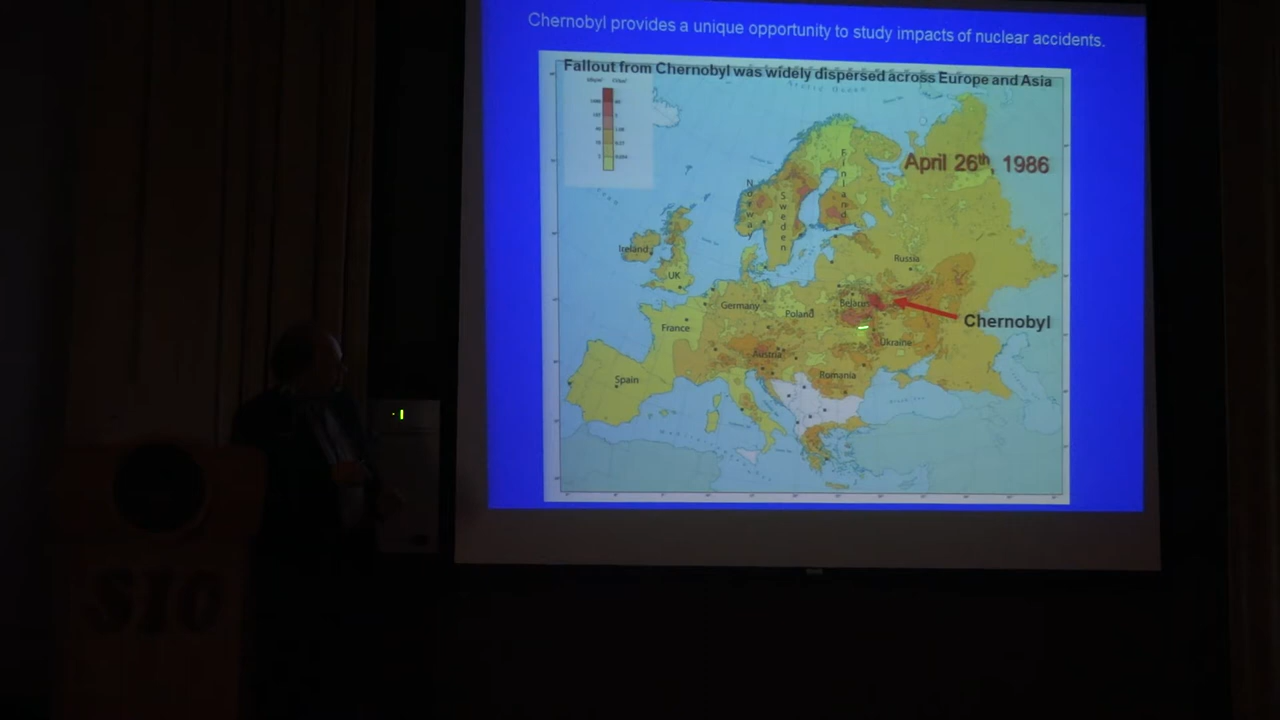 Chernobyl provides a unique opportunity to study impacts of nuclear accidents.
Fallout from Chernobyl was widely dispersed across Europe and Asia
April 26th, 1986
Finland
Norway
Sweden
Ireland
UK
Russia
Germany
Poland
Belarus
Chernobyl
France
Ukraine
Austria
Romania
Spain
SIO